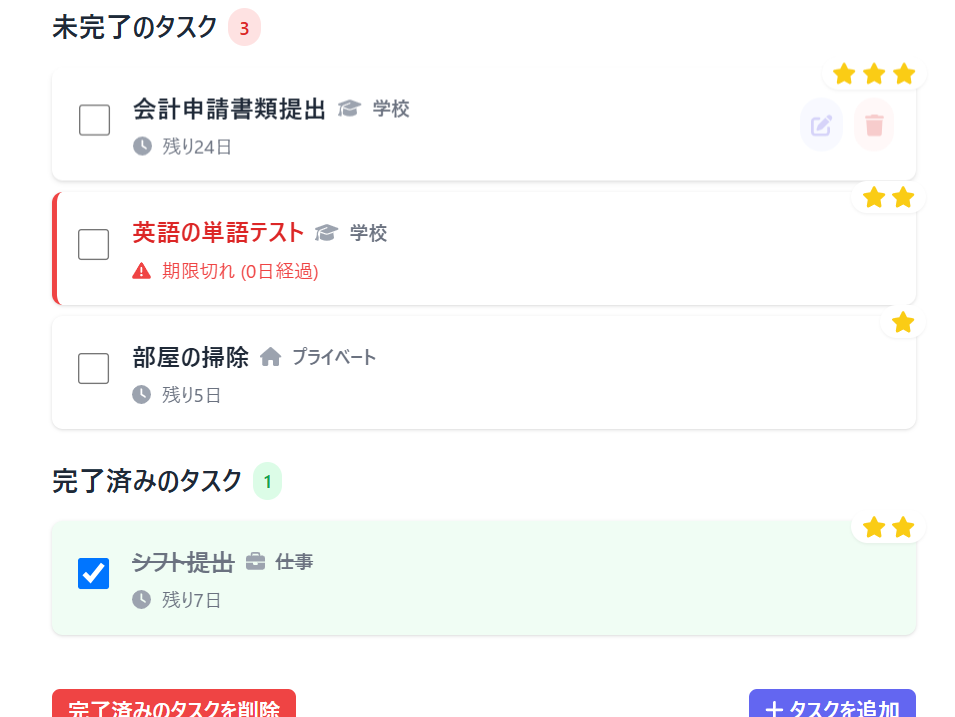 未完了のタスク 3
会計申請書類提出 学校
残り24日
英語の単語テスト 学校
期限切れ (0日経過)
部屋の掃除 プライベート
残り5日
完了済みのタスク 1
シフト提出 仕事
残り7日
完了済みのタスクを削除
+ タスクを追加